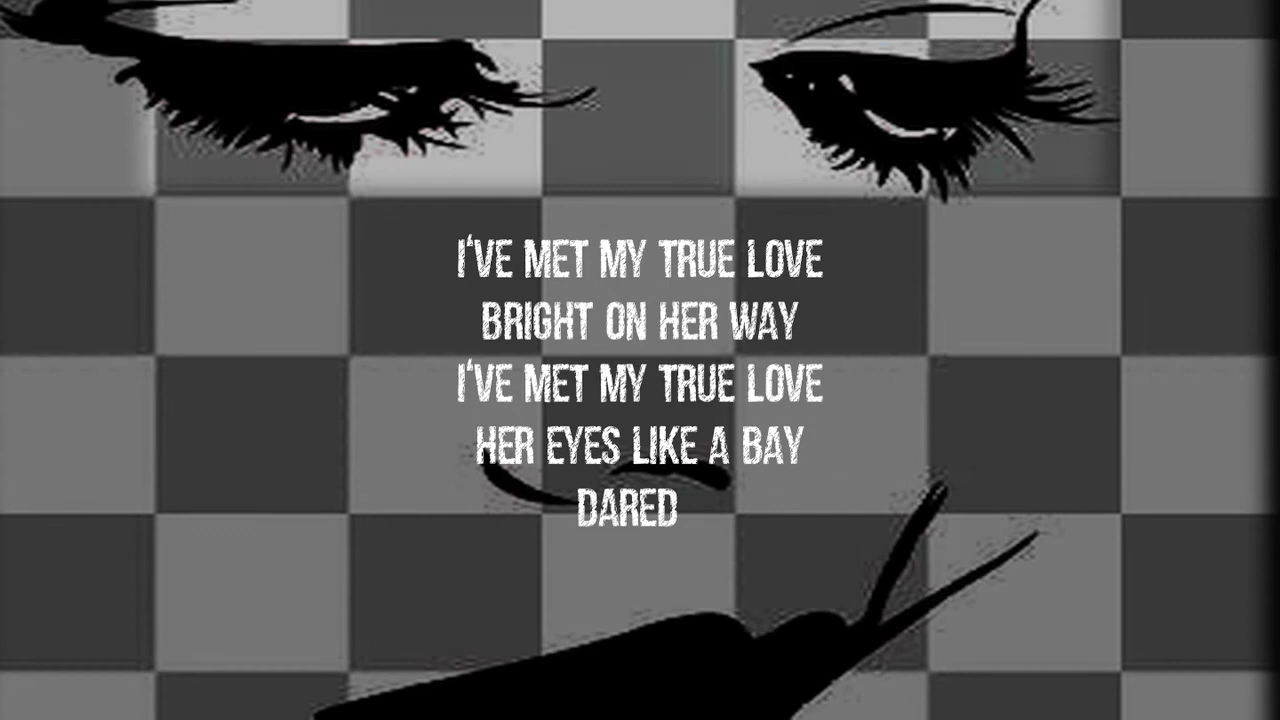 I'VE MET MY TRUE LOVE
BRIGHT ON HER WAY
I'VE MET MY TRUE LOVE
HER EYES LIKE A BAY
DARED